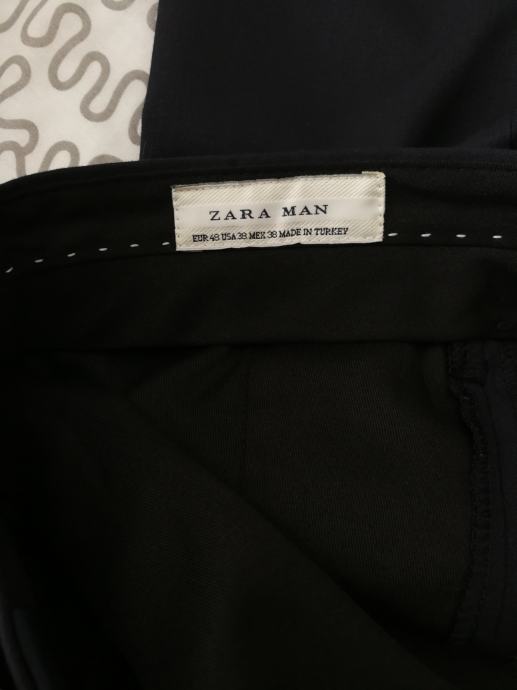 ZARA MAN
EUR 48 USA 38 MEX 38 MADE IN TURKEY